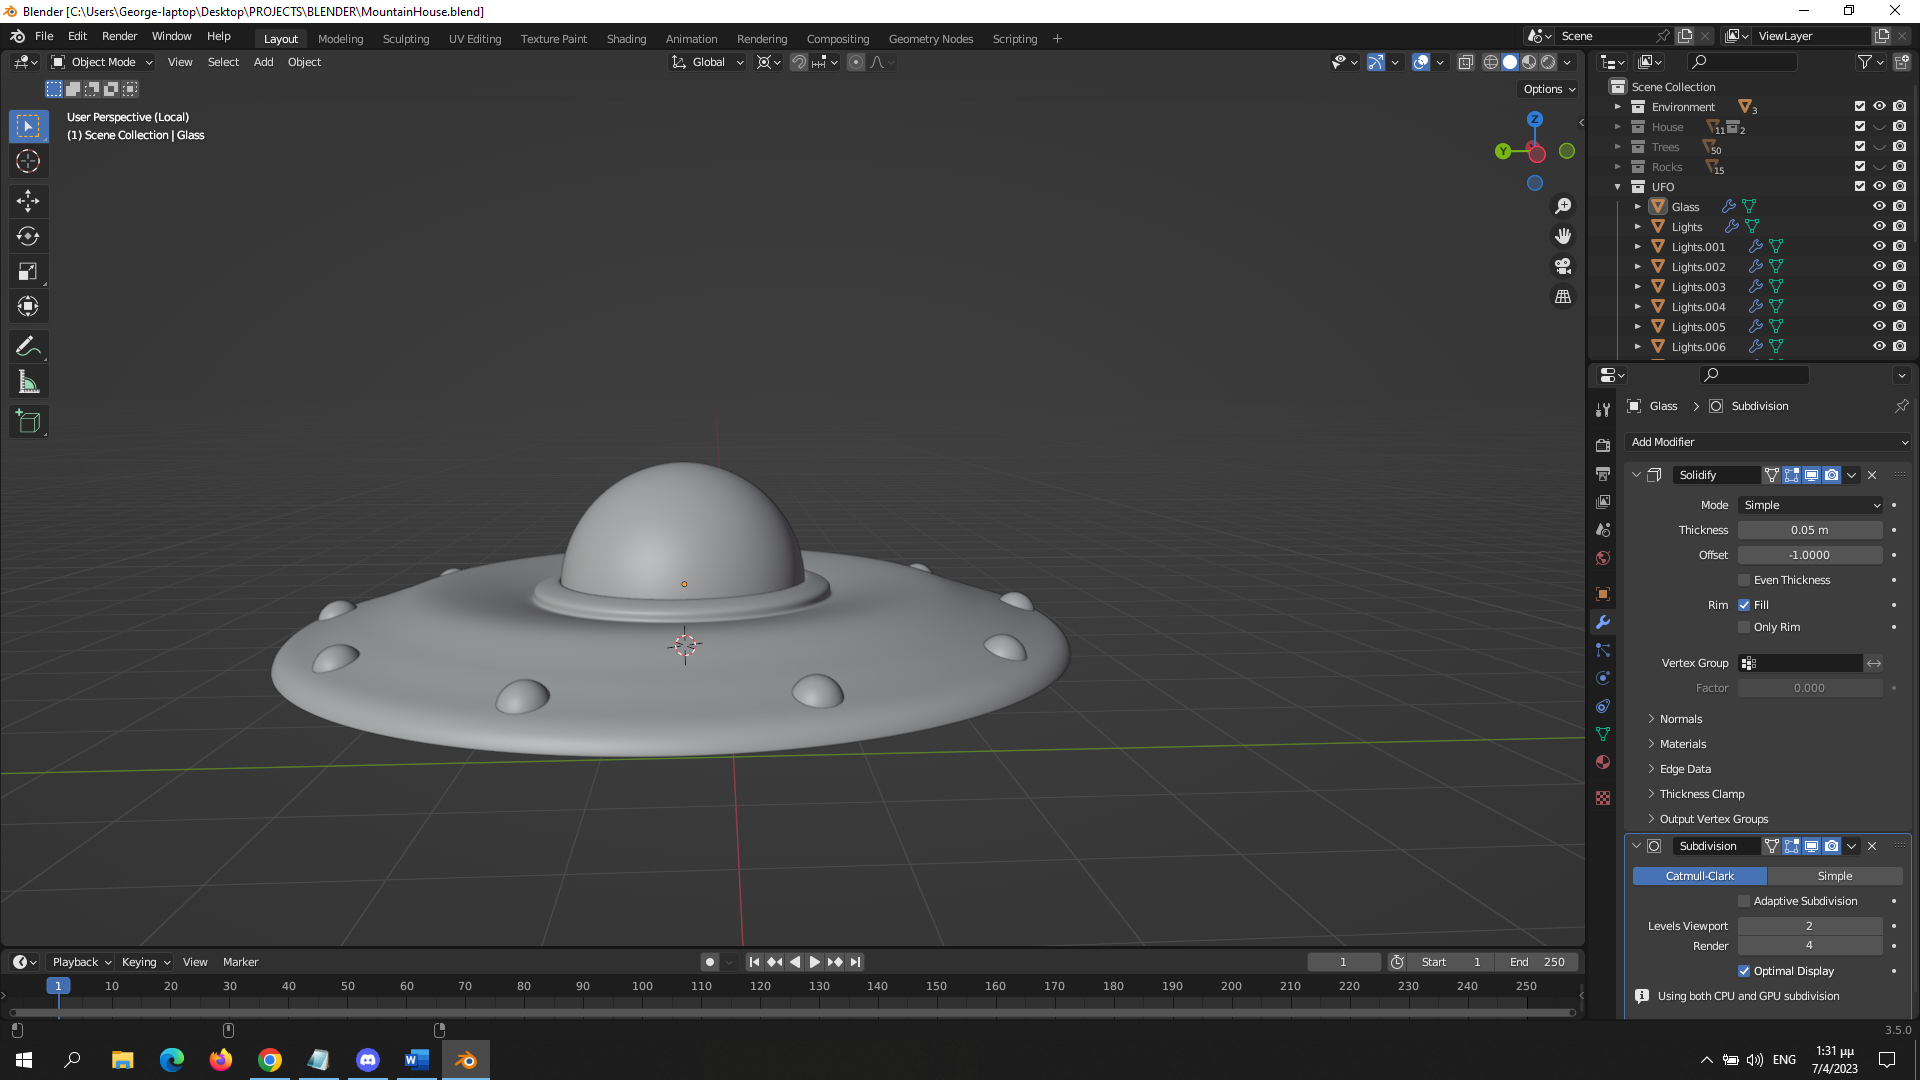 Blender [C:\Users\George-laptop\Desktop\PROJECTS\BLENDER\MountainHouse.blend]
File Edit Render Window Help Layout Modeling Sculpting UV Editing Texture Paint Shading Animation Rendering Compositing Geometry Nodes Scripting + Scene ViewLayer
Object Mode View Select Add Object Global
Options
User Perspective (Local)
(1) Scene Collection | Glass
Z
Y
Scene Collection
Environment 3
House 11 2
Trees 50
Rocks 15
UFO
Glass
Lights
Lights.001
Lights.002
Lights.003
Lights.004
Lights.005
Lights.006
Glass > Subdivision
Add Modifier
Solidify
Mode Simple
Thickness 0.05 m
Offset -1.0000
Even Thickness
Rim Fill
Only Rim
Vertex Group
Factor 0.000
Normals
Materials
Edge Data
Thickness Clamp
Output Vertex Groups
Subdivision
Catmull-Clark Simple
Adaptive Subdivision
Levels Viewport 2
Render 4
Optimal Display
Using both CPU and GPU subdivision
Playback Keying View Marker 1 Start 1 End 250
1 10 20 30 40 50 60 70 80 90 100 110 120 130 140 150 160 170 180 190 200 210 220 230 240 250
3.5.0
ENG
1:31 μμ
7/4/2023